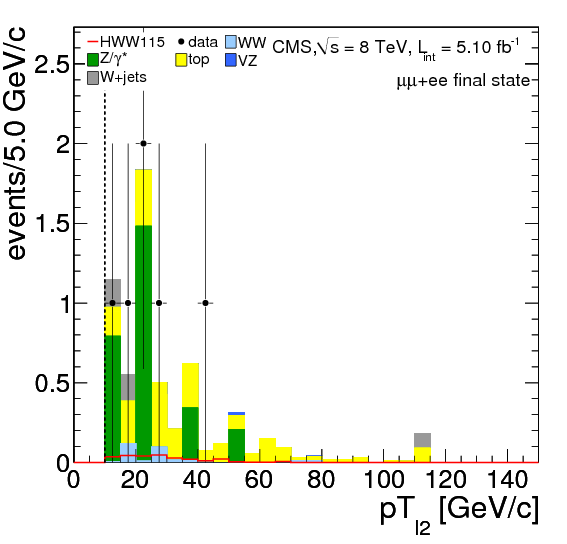 HWW115 data WW CMS,√s = 8 TeV, L_int = 5.10 fb⁻¹
Z/γ* top VZ
W+jets μμ+ee final state
events/5.0 GeV/c
2.5
2
1.5
1
0.5
0
0 20 40 60 80 100 120 140
pT_l2 [GeV/c]